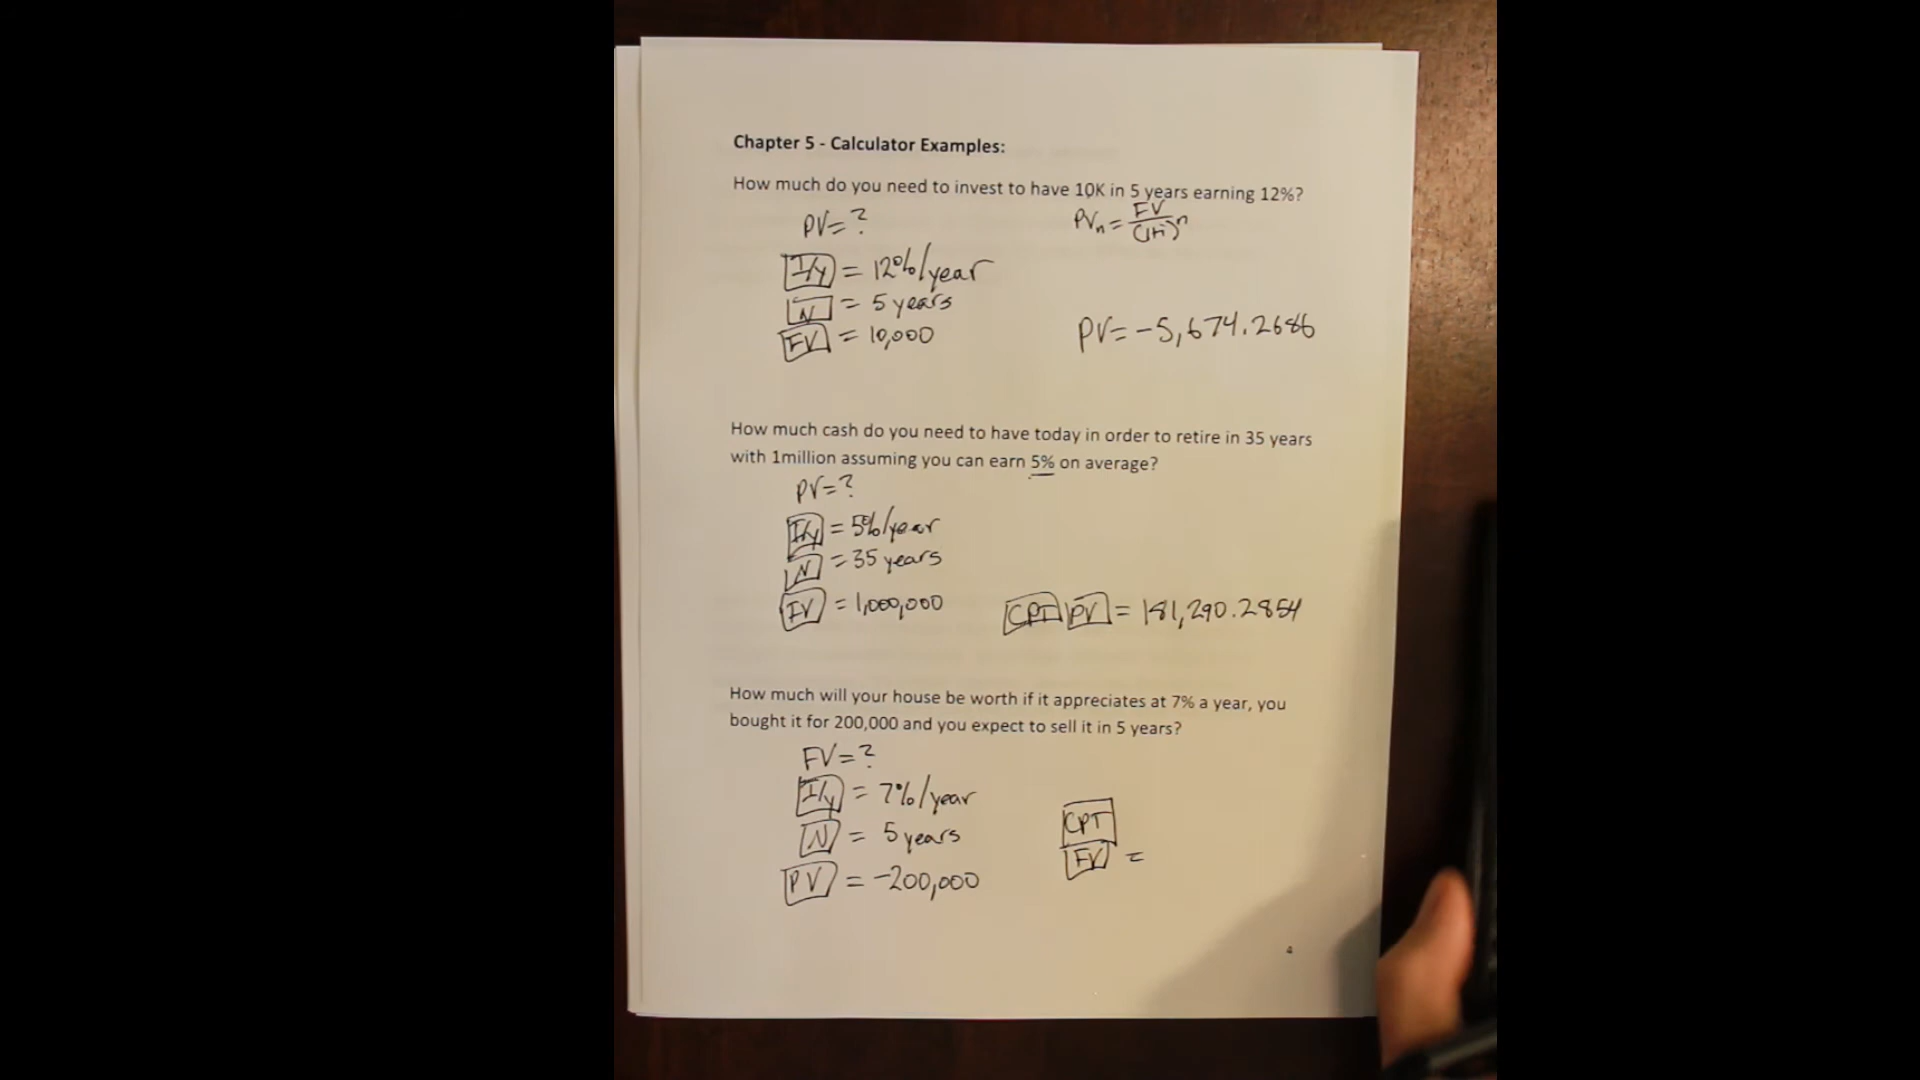 Chapter 5 - Calculator Examples:
How much do you need to invest to have 10K in 5 years earning 12%?
PV=?
PVn = FV/(1+i)^n
I/y = 12%/year
N = 5 years
FV = 10,000
PV= -5,674.2686
How much cash do you need to have today in order to retire in 35 years
with 1million assuming you can earn 5% on average?
PV=?
I/y = 5%/year
N = 35 years
FV = 1,000,000
CPT PV = 181,290.2854
How much will your house be worth if it appreciates at 7% a year, you
bought it for 200,000 and you expect to sell it in 5 years?
FV=?
I/y = 7%/year
N = 5 years
PV = -200,000
CPT
FV =
4